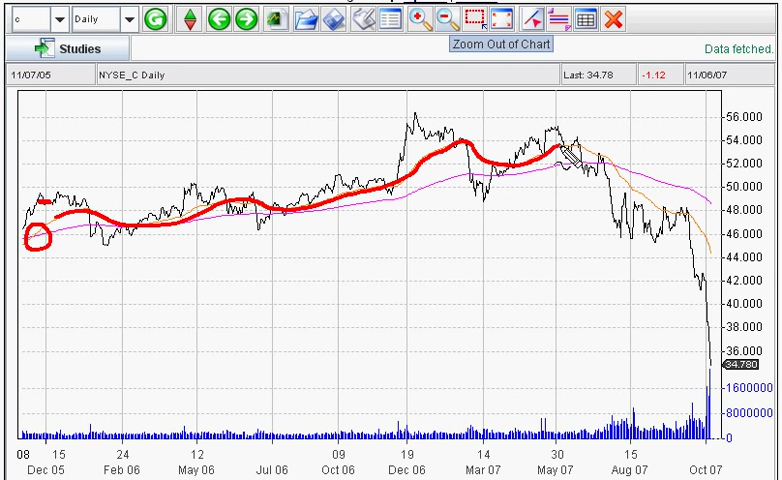 c Daily
Zoom Out of Chart
Studies
Data fetched.
11/07/05 NYSE_C Daily Last: 34.78 -1.12 11/06/07
56.000
54.000
52.000
50.000
48.000
46.000
44.000
42.000
40.000
38.000
36.000
34.780
1600000
8000000
0
08 15 24 12 06 09 19 14 30 15 07
Dec 05 Feb 06 May 06 Jul 06 Oct 06 Dec 06 Mar 07 May 07 Aug 07 Oct 07